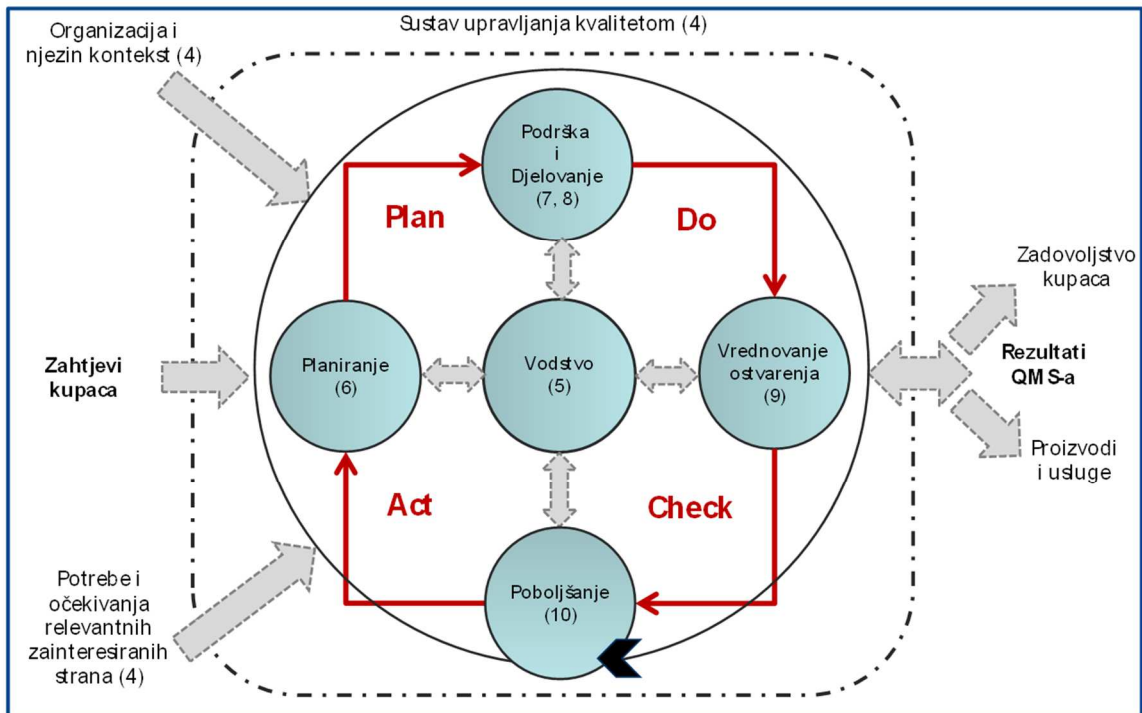 Sustav upravljanja kvalitetom (4)
Organizacija i
njezin kontekst (4)
Podrška
i
Djelovanje
(7, 8)
Plan
Do
Zadovoljstvo
kupaca
Zahtjevi
kupaca
Planiranje
(6)
Vodstvo
(5)
Vrednovanje
ostvarenja
(9)
Rezultati
QMS-a
Proizvodi
i usluge
Act
Check
Potrebe i
očekivanja
relevantnih
zainteresiranih
strana (4)
Poboljšanje
(10)